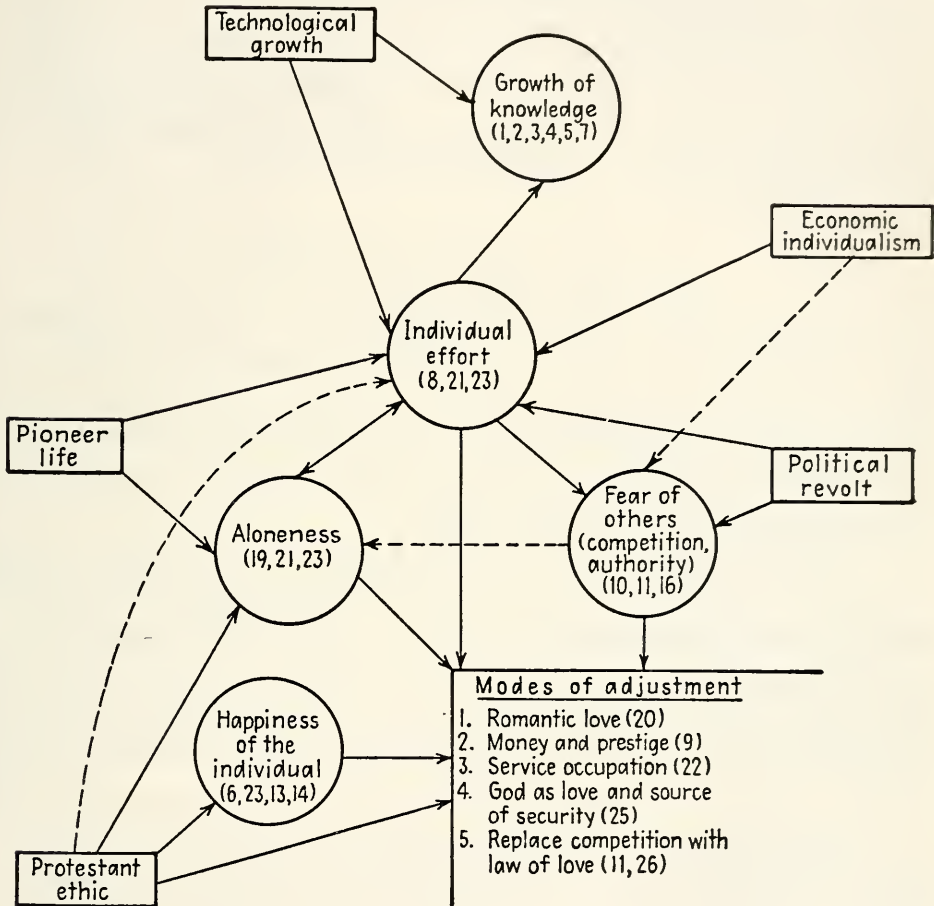 Technological
growth
Growth of
knowledge
(1,2,3,4,5,7)
Economic
individualism
Individual
effort
(8,21,23)
Pioneer
life
Political
revolt
Aloneness
(19,21,23)
Fear of
others
(competition,
authority)
(10,11,16)
Happiness
of the
individual
(6,23,13,14)
Protestant
ethic
Modes of adjustment
1. Romantic love (20)
2. Money and prestige (9)
3. Service occupation (22)
4. God as love and source
of security (25)
5. Replace competition with
law of love (11, 26)